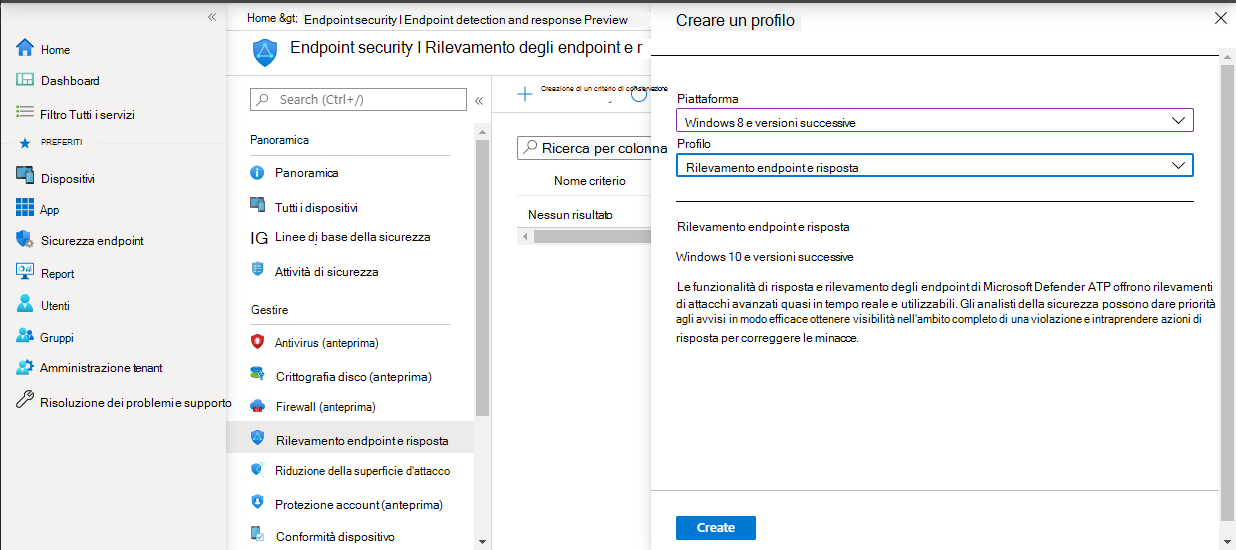 Home
Dashboard
Filtro Tutti i servizi
PREFERITI
Dispositivi
App
Sicurezza endpoint
Report
Utenti
Gruppi
Amministrazione tenant
Risoluzione dei problemi e supporto
Home &gt; Endpoint security I Endpoint detection and response Preview
Endpoint security I Rilevamento degli endpoint e r
Search (Ctrl+/)
Panoramica
Panoramica
Tutti i dispositivi
IG Linee di base della sicurezza
Attività di sicurezza
Gestire
Antivirus (anteprima)
Crittografia disco (anteprima)
Firewall (anteprima)
Rilevamento endpoint e risposta
Riduzione della superficie d'attacco
Protezione account (anteprima)
Conformità dispositivo
Creazione di un criterio di conservazione
Ricerca per colonna
Nome criterio
Nessun risultato
Creare un profilo
Piattaforma
Windows 8 e versioni successive
Profilo
Rilevamento endpoint e risposta
Rilevamento endpoint e risposta
Windows 10 e versioni successive
Le funzionalità di risposta e rilevamento degli endpoint di Microsoft Defender ATP offrono rilevamenti
di attacchi avanzati quasi in tempo reale e utilizzabili. Gli analisti della sicurezza possono dare priorità
agli avvisi in modo efficace ottenere visibilità nell'ambito completo di una violazione e intraprendere azioni di
risposta per correggere le minacce.
Create